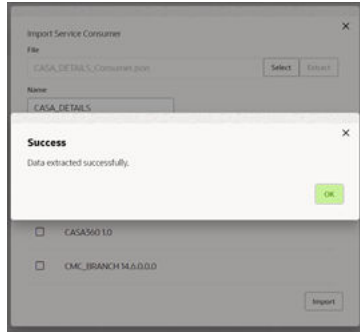 Import Service Consumer
File
CASA_DETAILS_Consumer.json
Select
Extract
Name
CASA_DETAILS
Success
Data extracted successfully.
OK
CASA360 1.0
CMC_BRANCH 14.6.0.0.0
Import